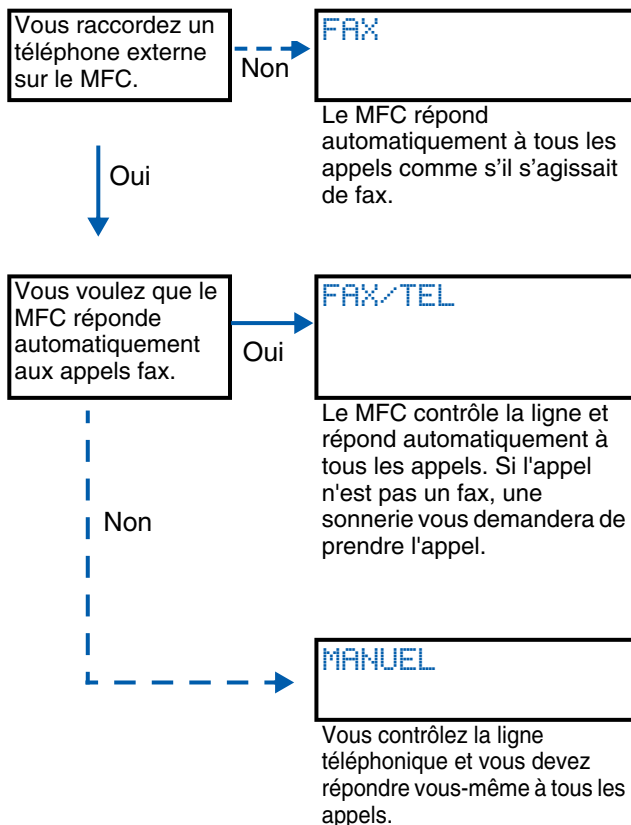 Vous raccordez un
téléphone externe
sur le MFC.
Non
FAX
Le MFC répond
automatiquement à tous les
appels comme s’il s’agissait
de fax.
Oui
Vous voulez que le
MFC réponde
automatiquement
aux appels fax.
Oui
FAX/TEL
Le MFC contrôle la ligne et
répond automatiquement à
tous les appels. Si l'appel
n'est pas un fax, une
sonnerie vous demandera de
prendre l'appel.
Non
MANUEL
Vous contrôlez la ligne
téléphonique et vous devez
répondre vous-même à tous les
appels.